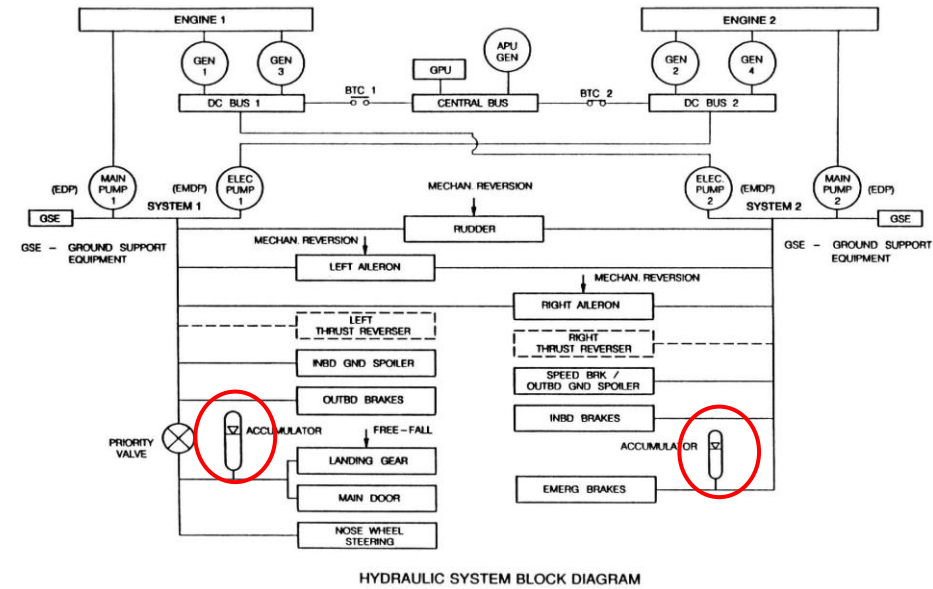 ENGINE 1
ENGINE 2
GEN
1
GEN
3
GPU
APU
GEN
GEN
2
GEN
4
DC BUS 1
BTC 1
CENTRAL BUS
BTC 2
DC BUS 2
(EDP)
MAIN
PUMP
1
(EMDP)
ELEC
PUMP
1
SYSTEM 1
MECHAN. REVERSION
ELEC.
PUMP
2
(EMDP)
MAIN
PUMP
2
(EDP)
SYSTEM 2
GSE
GSE
GSE – GROUND SUPPORT
EQUIPMENT
RUDDER
GSE – GROUND SUPPORT
EQUIPMENT
MECHAN. REVERSION
LEFT AILERON
MECHAN. REVERSION
RIGHT AILERON
LEFT
THRUST REVERSER
RIGHT
THRUST REVERSER
INBD GND SPOILER
SPEED BRK /
OUTBD GND SPOILER
OUTBD BRAKES
INBD BRAKES
PRIORITY
VALVE
ACCUMULATOR
FREE-FALL
ACCUMULATOR
LANDING GEAR
MAIN DOOR
EMERG BRAKES
NOSE WHEEL
STEERING
HYDRAULIC SYSTEM BLOCK DIAGRAM